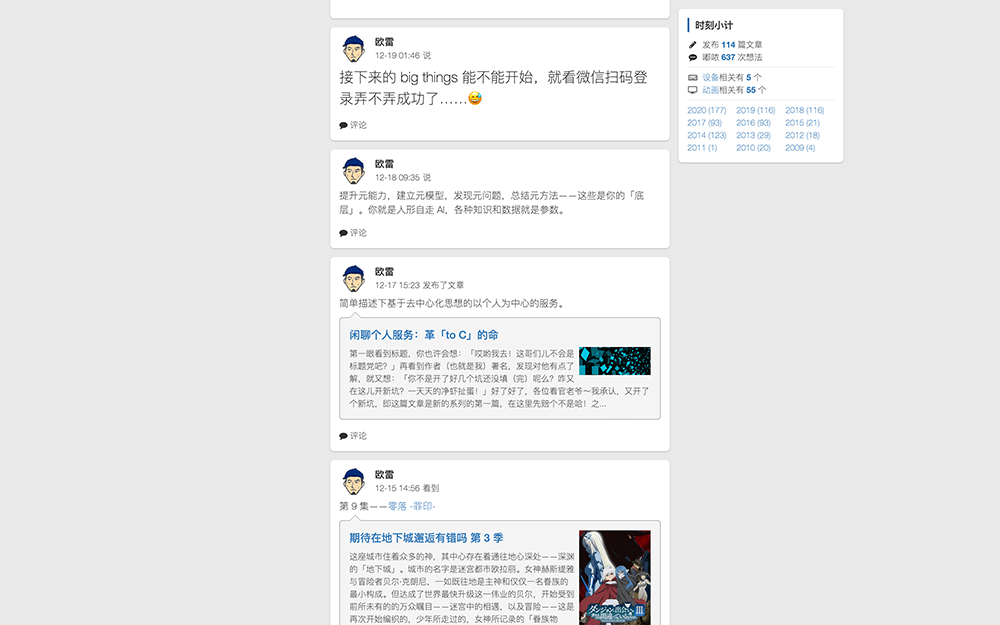 欧雷
12-19 01:46 说
接下来的 big things 能不能开始，就看微信扫码登
录弄不弄成功了……😅
评论
欧雷
12-18 09:35 说
提升元能力，建立元模型，发现元问题，总结元方法——这些是你的「底
层」。你就是人形自走 AI，各种知识和数据就是参数。
评论
欧雷
12-17 15:23 发布了文章
简单描述下基于去中心化思想的以个人为中心的服务。
闲聊个人服务：革「to C」的命
第一眼看到标题，你也许会想：「哎哟我去！这哥们儿不会是
标题党吧？」再看到作者（也就是我）署名，发现对他有点了
解，就又想：「你不是开了好几个坑还没填（完）呢么？咋又
在这儿开新坑？一天天的净虾扯蛋！」好了好了，各位看官老爷～我承认，又开了
个新坑，即这篇文章是新的系列的第一篇，在这里先赔个不是哈！之...
评论
欧雷
12-15 14:56 看到
第 9 集——零落 -罪印-
期待在地下城邂逅有错吗 第 3 季
这座城市住着众多的神，其中心存在着通往地心深处——深渊
的「地下城」。城市的名字是迷宫都市欧拉丽。女神赫斯缇雅
与冒险者贝尔·克朗尼，一如既往地是主神和仅仅一名眷族的
最小构成。但达成了世界最快升级这一伟业的贝尔，开始受到
前所未有的的万众瞩目——迷宫中的相遇，以及冒险——这是
再次开始编织的，少年所走过的，女神所记录的「眷族物
III
时刻小计
发布 114 篇文章
嘟哝 637 次想法
设备相关有 5 个
动画相关有 55 个
2020 (177) 2019 (116) 2018 (116)
2017 (93) 2016 (93) 2015 (21)
2014 (123) 2013 (29) 2012 (18)
2011 (1) 2010 (20) 2009 (4)